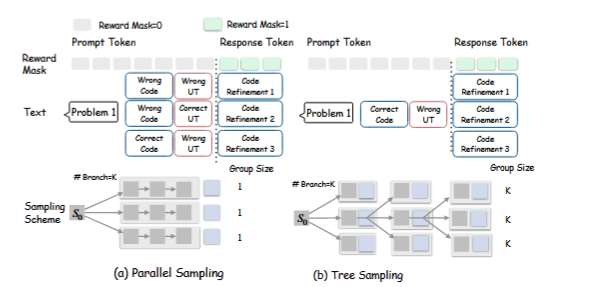 Reward Mask=0
Reward Mask=1
Prompt Token
Response Token
Prompt Token
Response Token
Reward
Mask
Text
Problem 1
Wrong
Code
Wrong
UT
Code
Refinement 1
Wrong
Code
Correct
UT
Code
Refinement 2
Correct
Code
Wrong
UT
Code
Refinement 3
Problem 1
Correct
Code
Wrong
UT
Code
Refinement 1
Code
Refinement 2
Code
Refinement 3
Group Size
Group Size
# Branch=K
# Branch=K
Sampling
Scheme
S₀
1
1
1
S₀
K
K
K
(a) Parallel Sampling
(b) Tree Sampling